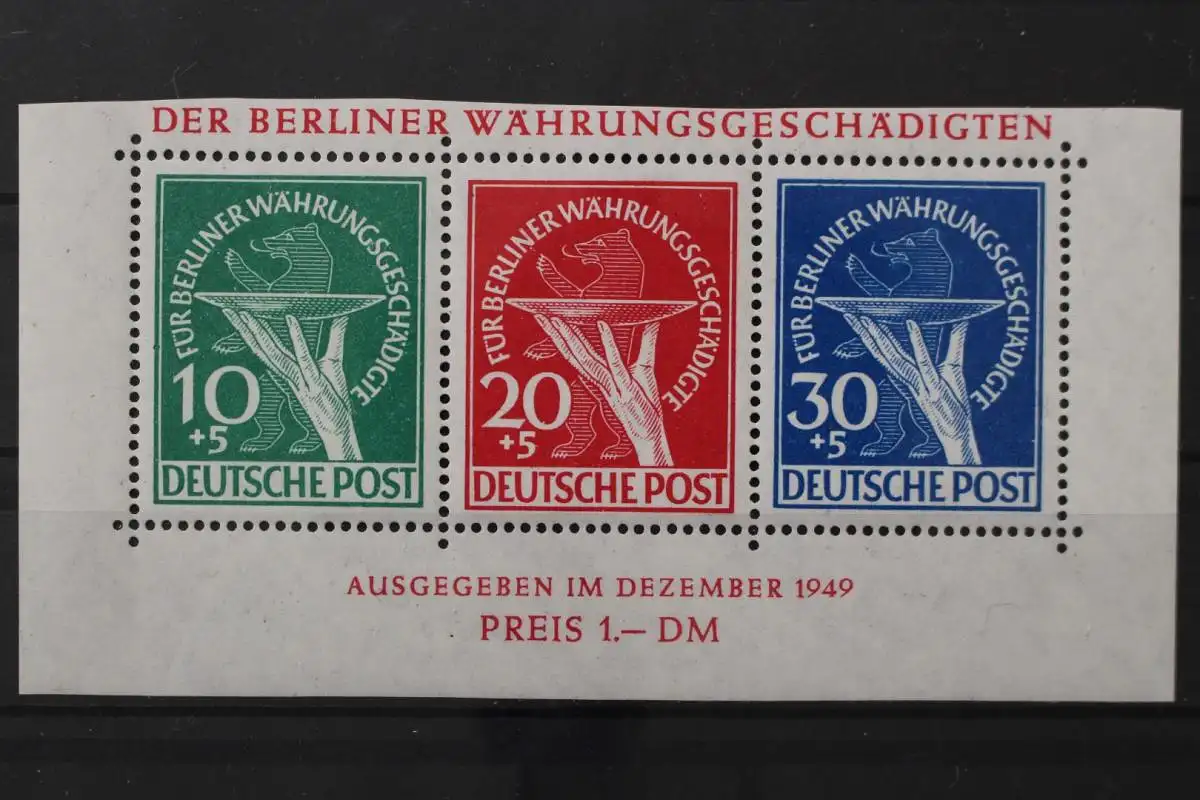 DER BERLINER WÄHRUNGSGESCHÄDIGTEN
FÜR BERLINER WÄHRUNGSGESCHÄDIGTE
10
+5
DEUTSCHE POST
FÜR BERLINER WÄHRUNGSGESCHÄDIGTE
20
+5
DEUTSCHE POST
FÜR BERLINER WÄHRUNGSGESCHÄDIGTE
30
+5
DEUTSCHE POST
AUSGEGEBEN IM DEZEMBER 1949
PREIS 1.— DM